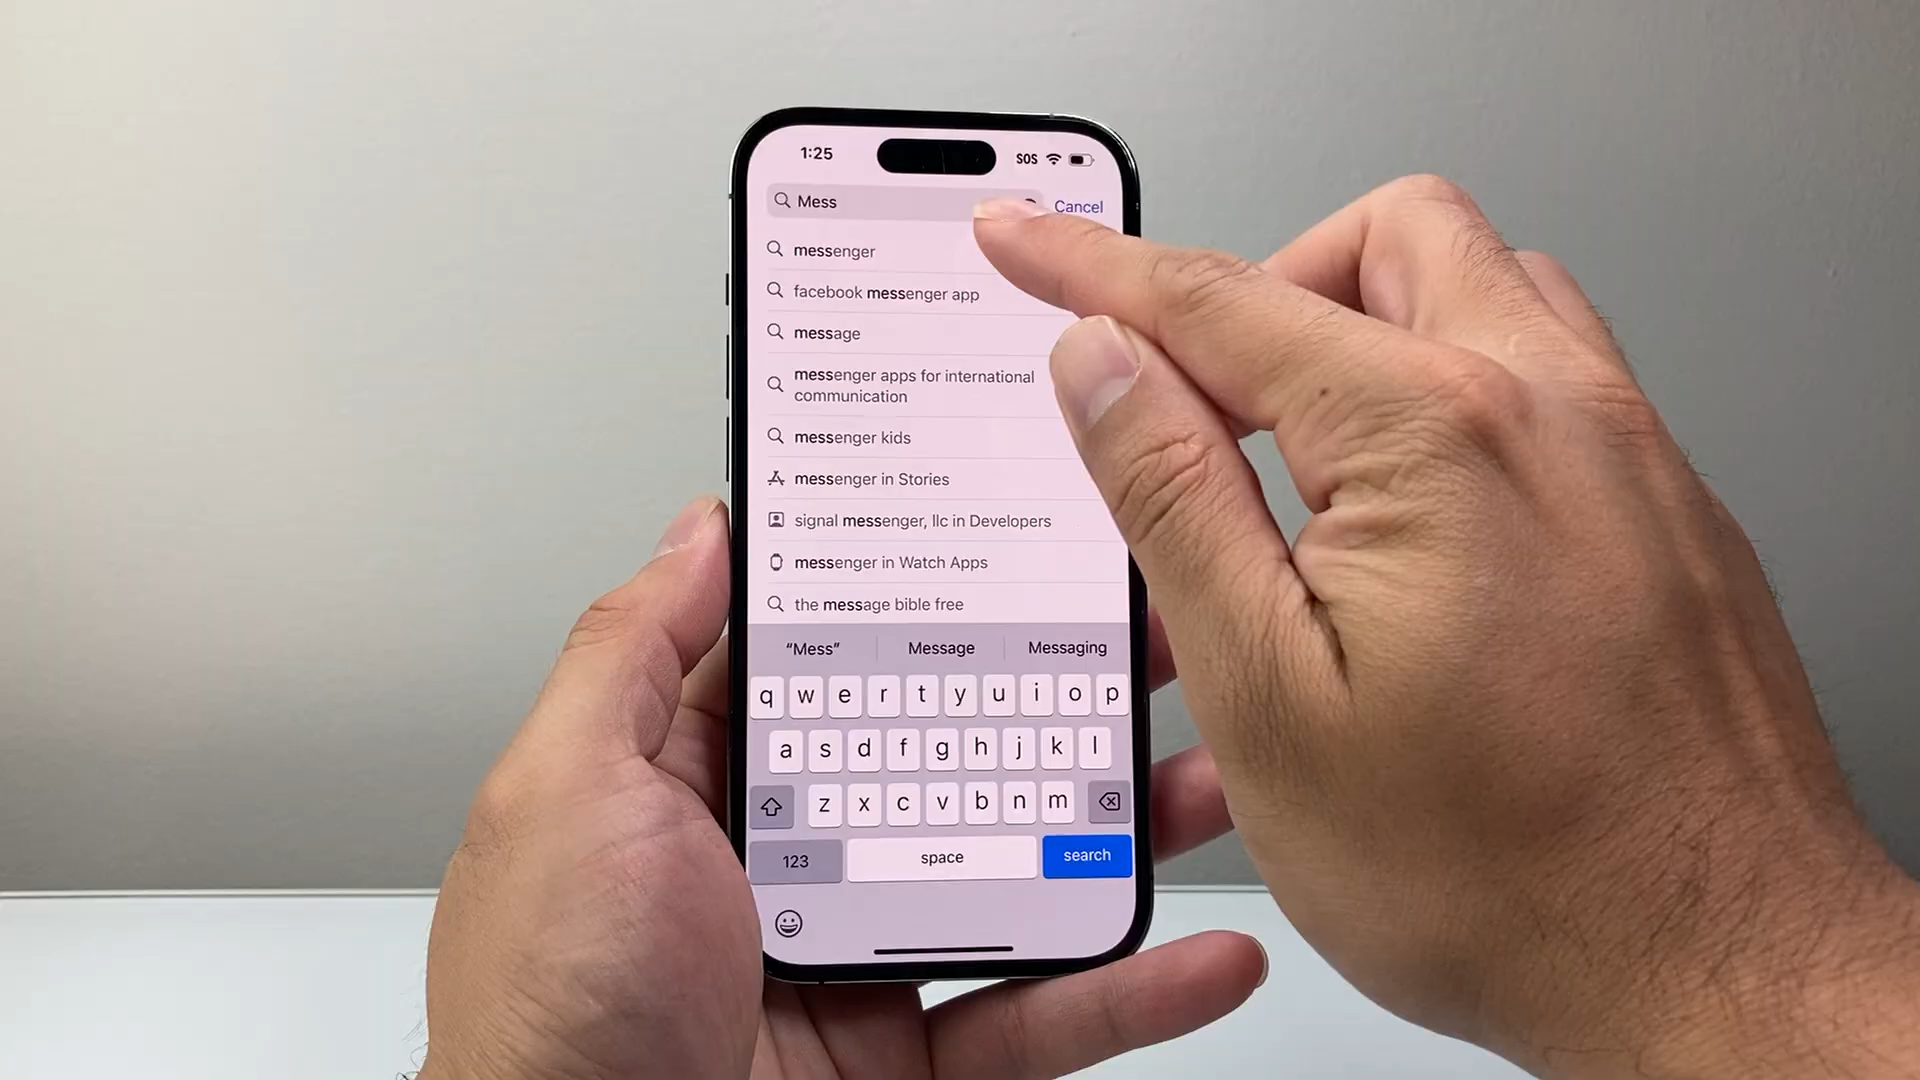 1:25
SOS
Mess
Cancel
messenger
facebook messenger app
message
messenger apps for international
communication
messenger kids
messenger in Stories
signal messenger, llc in Developers
messenger in Watch Apps
the message bible free
“Mess” Message Messaging
q w e r t y u i o p
a s d f g h j k l
z x c v b n m
123 space search